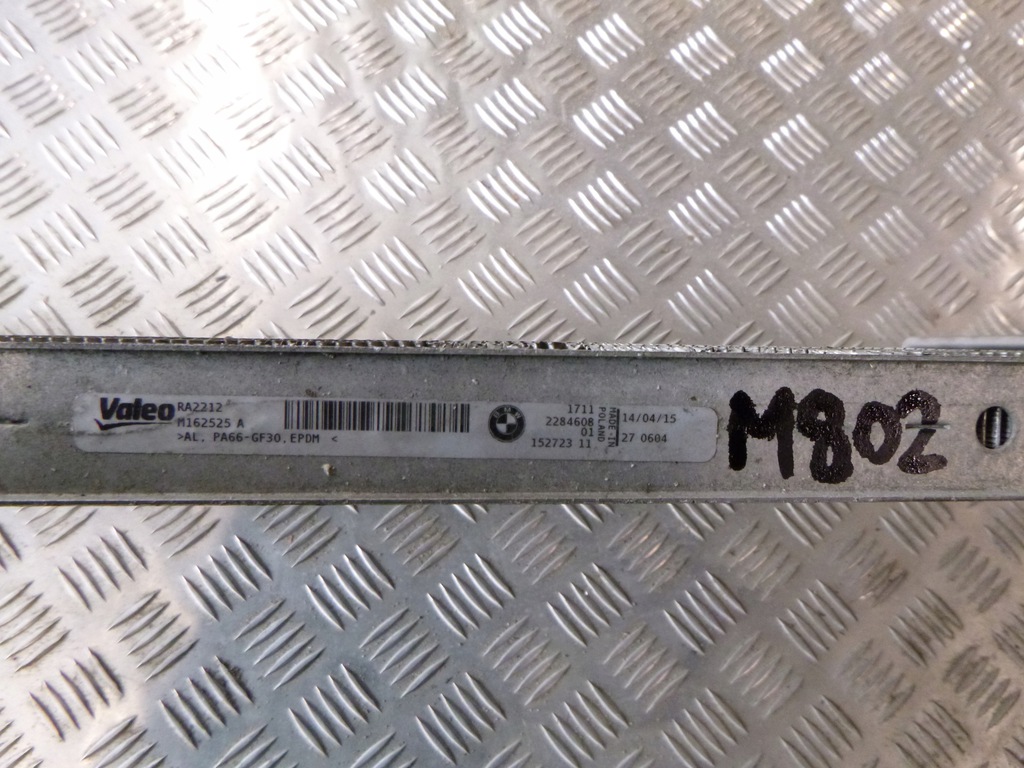 Valeo RA2212
M162525 A
>AL. PA66-GF30.EPDM <
1711
2284608
01
152723 11
MADE-IN
POLAND
14/04/15
27 0604
M802